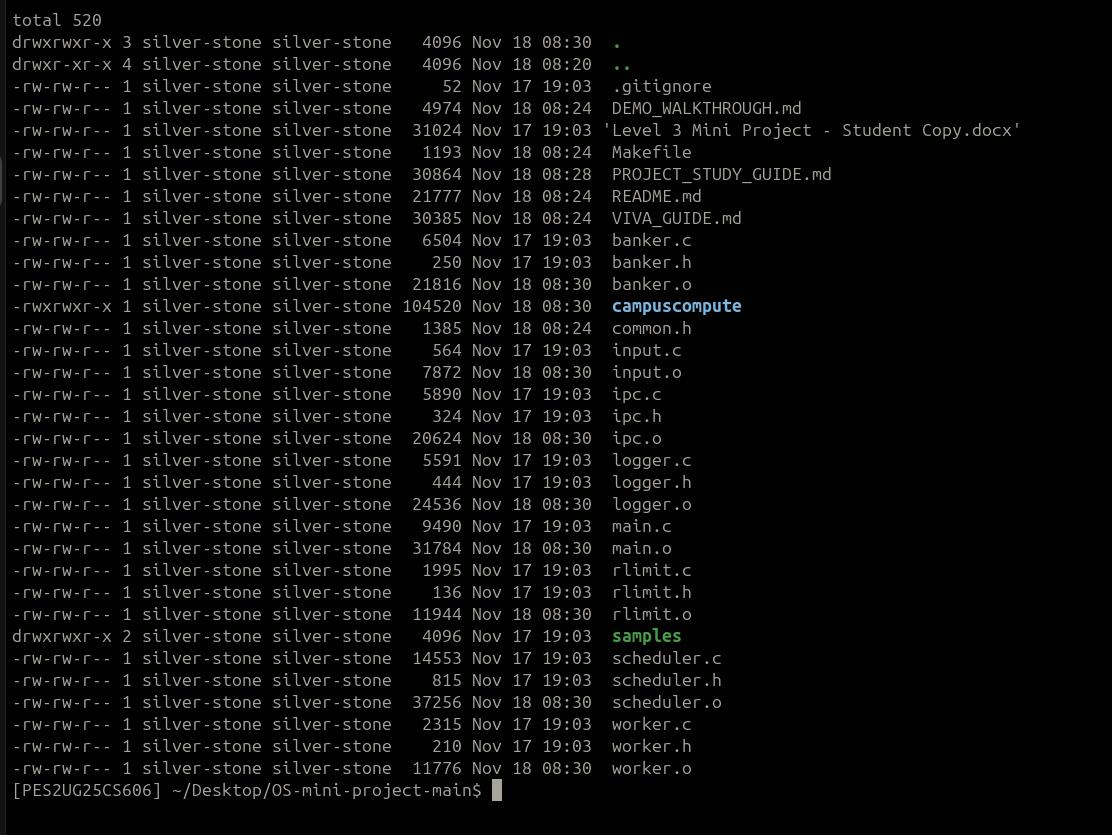 total 520
drwxrwxr-x 3 silver-stone silver-stone   4096 Nov 18 08:30  .
drwxr-xr-x 4 silver-stone silver-stone   4096 Nov 18 08:20  ..
-rw-rw-r-- 1 silver-stone silver-stone     52 Nov 17 19:03  .gitignore
-rw-rw-r-- 1 silver-stone silver-stone   4974 Nov 18 08:24  DEMO_WALKTHROUGH.md
-rw-rw-r-- 1 silver-stone silver-stone  31024 Nov 17 19:03 'Level 3 Mini Project - Student Copy.docx'
-rw-rw-r-- 1 silver-stone silver-stone   1193 Nov 18 08:24  Makefile
-rw-rw-r-- 1 silver-stone silver-stone  30864 Nov 18 08:28  PROJECT_STUDY_GUIDE.md
-rw-rw-r-- 1 silver-stone silver-stone  21777 Nov 18 08:24  README.md
-rw-rw-r-- 1 silver-stone silver-stone  30385 Nov 18 08:24  VIVA_GUIDE.md
-rw-rw-r-- 1 silver-stone silver-stone   6504 Nov 17 19:03  banker.c
-rw-rw-r-- 1 silver-stone silver-stone    250 Nov 17 19:03  banker.h
-rw-rw-r-- 1 silver-stone silver-stone  21816 Nov 18 08:30  banker.o
-rwxrwxr-x 1 silver-stone silver-stone 104520 Nov 18 08:30  campuscompute
-rw-rw-r-- 1 silver-stone silver-stone   1385 Nov 18 08:24  common.h
-rw-rw-r-- 1 silver-stone silver-stone    564 Nov 17 19:03  input.c
-rw-rw-r-- 1 silver-stone silver-stone   7872 Nov 18 08:30  input.o
-rw-rw-r-- 1 silver-stone silver-stone   5890 Nov 17 19:03  ipc.c
-rw-rw-r-- 1 silver-stone silver-stone    324 Nov 17 19:03  ipc.h
-rw-rw-r-- 1 silver-stone silver-stone  20624 Nov 18 08:30  ipc.o
-rw-rw-r-- 1 silver-stone silver-stone   5591 Nov 17 19:03  logger.c
-rw-rw-r-- 1 silver-stone silver-stone    444 Nov 17 19:03  logger.h
-rw-rw-r-- 1 silver-stone silver-stone  24536 Nov 18 08:30  logger.o
-rw-rw-r-- 1 silver-stone silver-stone   9490 Nov 17 19:03  main.c
-rw-rw-r-- 1 silver-stone silver-stone  31784 Nov 18 08:30  main.o
-rw-rw-r-- 1 silver-stone silver-stone   1995 Nov 17 19:03  rlimit.c
-rw-rw-r-- 1 silver-stone silver-stone    136 Nov 17 19:03  rlimit.h
-rw-rw-r-- 1 silver-stone silver-stone  11944 Nov 18 08:30  rlimit.o
drwxrwxr-x 2 silver-stone silver-stone   4096 Nov 17 19:03  samples
-rw-rw-r-- 1 silver-stone silver-stone  14553 Nov 17 19:03  scheduler.c
-rw-rw-r-- 1 silver-stone silver-stone    815 Nov 17 19:03  scheduler.h
-rw-rw-r-- 1 silver-stone silver-stone  37256 Nov 18 08:30  scheduler.o
-rw-rw-r-- 1 silver-stone silver-stone   2315 Nov 17 19:03  worker.c
-rw-rw-r-- 1 silver-stone silver-stone    210 Nov 17 19:03  worker.h
-rw-rw-r-- 1 silver-stone silver-stone  11776 Nov 18 08:30  worker.o
[PES2UG25CS606] ~/Desktop/OS-mini-project-main$